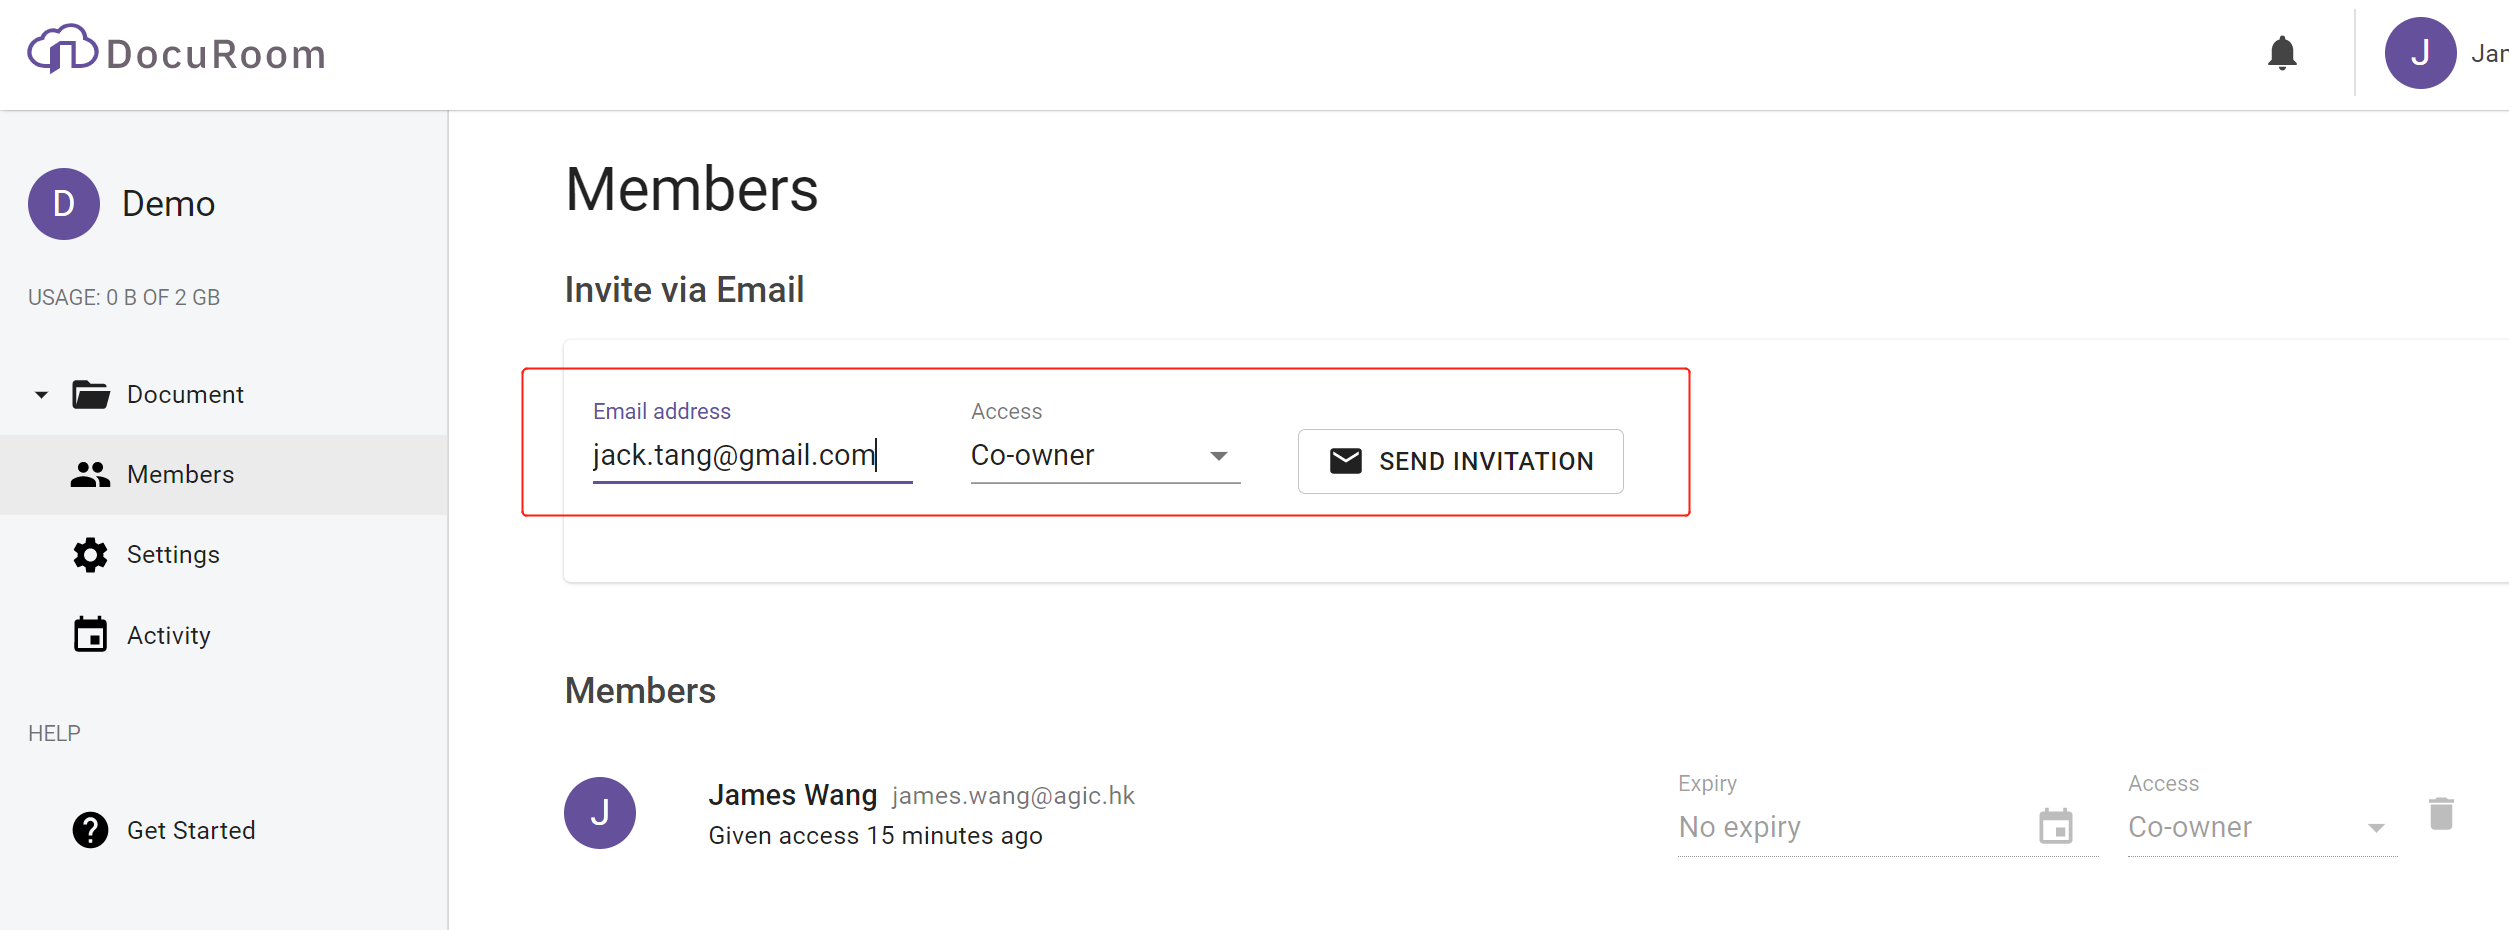 DocuRoom
J
Jan
D
Demo
USAGE: 0 B OF 2 GB
Document
Members
Settings
Activity
HELP
Get Started
Members
Invite via Email
Email address
jack.tang@gmail.com
Access
Co-owner
SEND INVITATION
Members
J
James Wang james.wang@agic.hk
Given access 15 minutes ago
Expiry
No expiry
Access
Co-owner